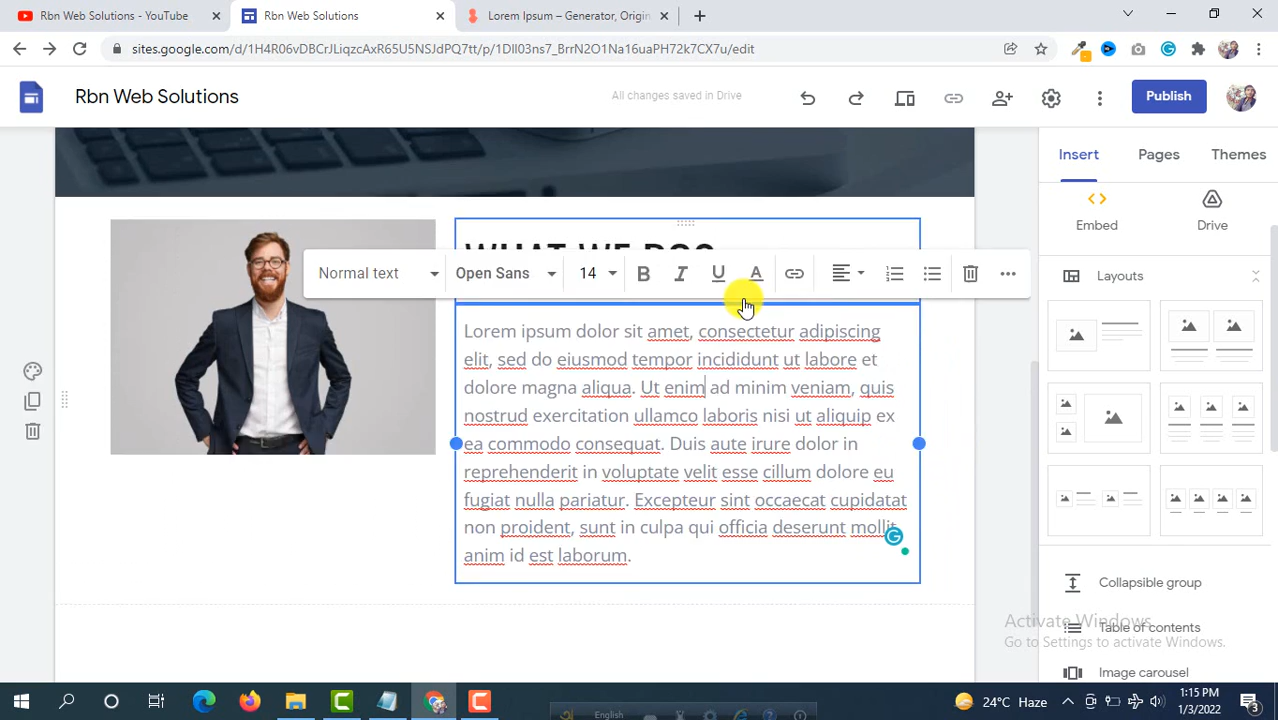 Rbn Web Solutions - YouTube
Rbn Web Solutions
Lorem Ipsum – Generator, Origin
sites.google.com/d/1H4R06vDBCrJLiqzcAxR65U5NSJdPQ7tt/p/1DlI03ns7_BrrN2O1Na16uaPH72k7CX7u/edit
Rbn Web Solutions
All changes saved in Drive
Publish
Insert
Pages
Themes
Embed
Drive
WHAT WE DO?
Normal text
Open Sans
14
Layouts
Lorem ipsum dolor sit amet, consectetur adipiscing
elit, sed do eiusmod tempor incididunt ut labore et
dolore magna aliqua. Ut enim ad minim veniam, quis
nostrud exercitation ullamco laboris nisi ut aliquip ex
ea commodo consequat. Duis aute irure dolor in
reprehenderit in voluptate velit esse cillum dolore eu
fugiat nulla pariatur. Excepteur sint occaecat cupidatat
non proident, sunt in culpa qui officia deserunt mollit
anim id est laborum.
Collapsible group
Table of contents
Image carousel
Activate Windows
Go to Settings to activate Windows.
24°C Haze
1:15 PM
1/3/2022
English